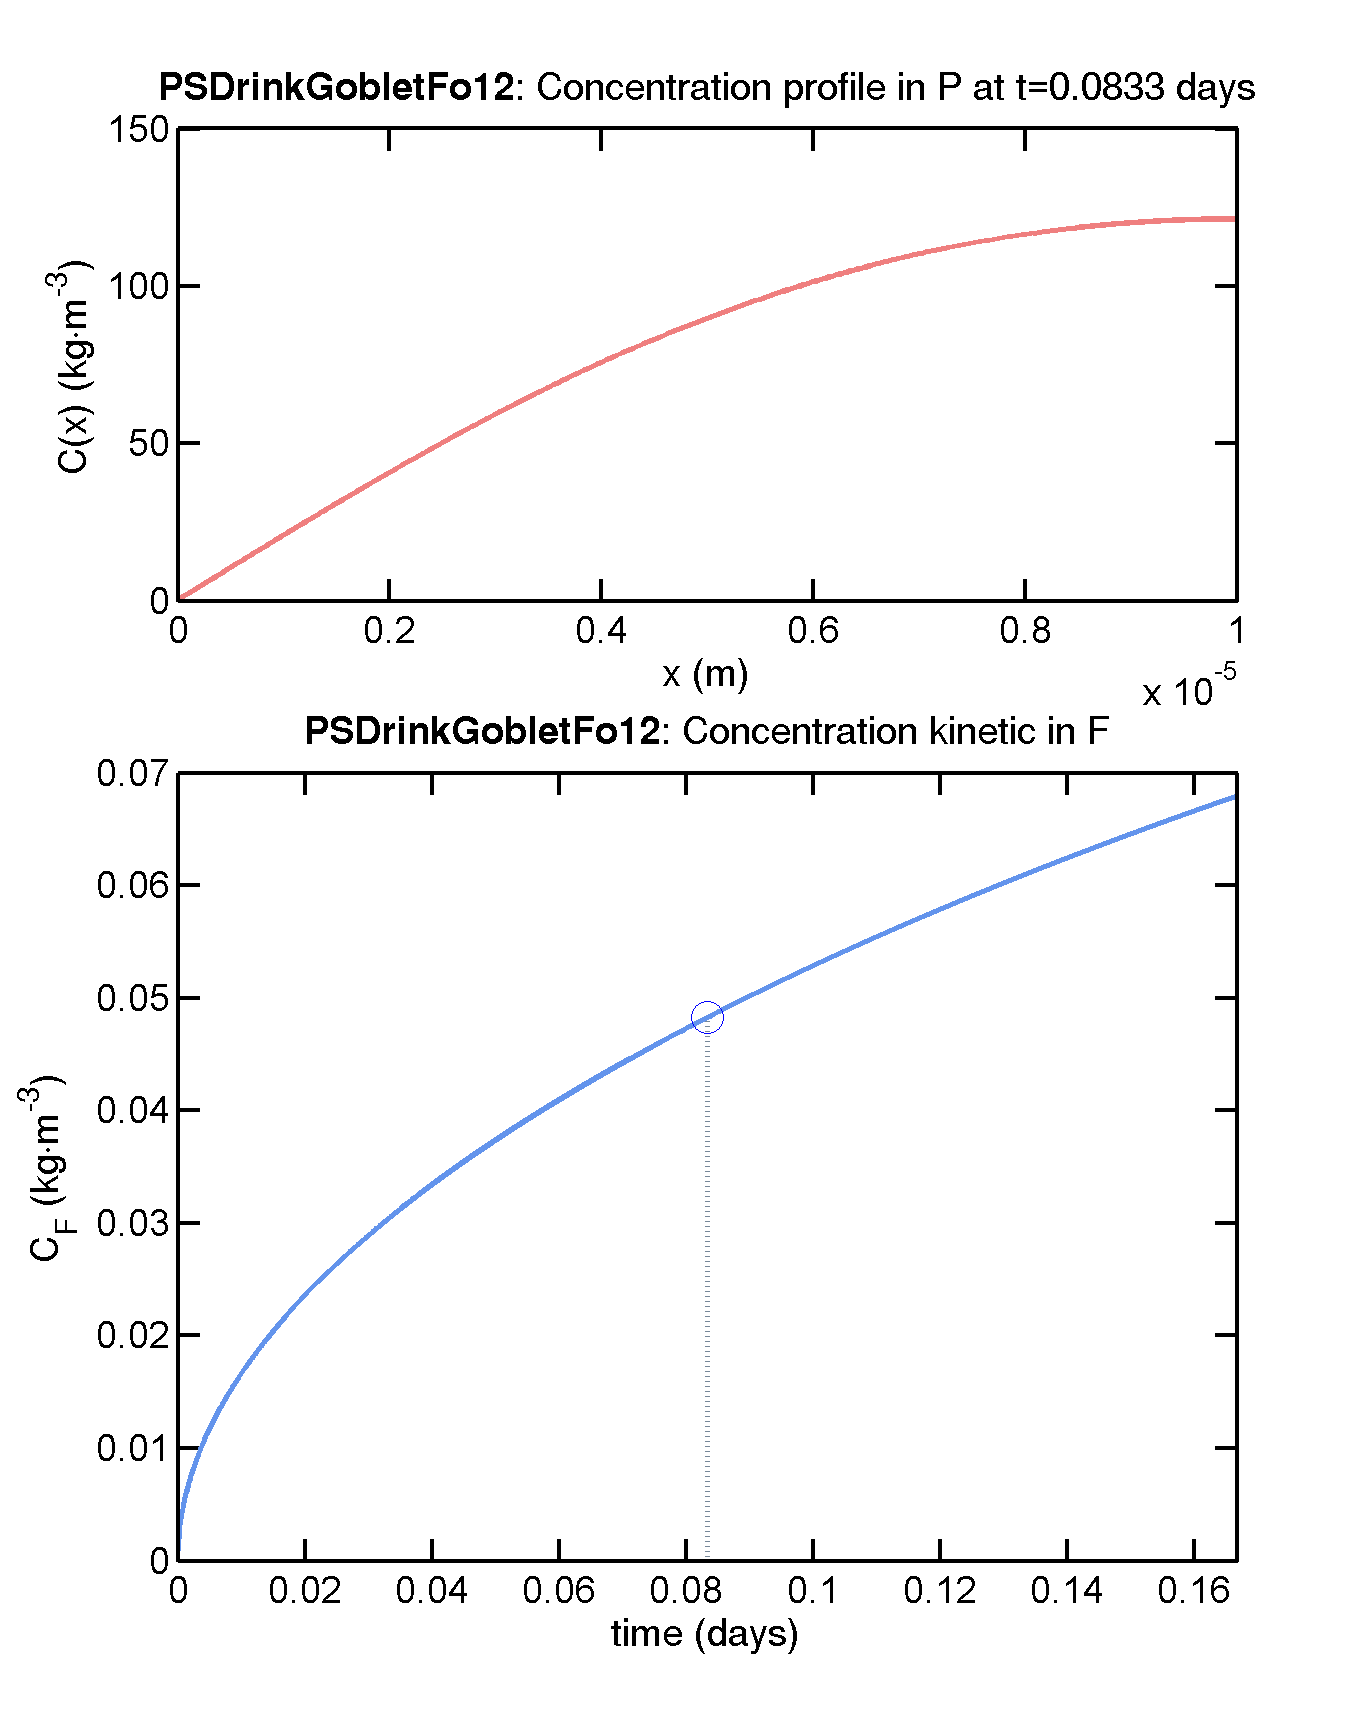 PSDrinkGobletFo12: Concentration profile in P at t=0.0833 days
150
100
50
0
C(x) (kg·m-3)
0 0.2 0.4 0.6 0.8 1
x (m)
x 10-5
PSDrinkGobletFo12: Concentration kinetic in F
0.07
0.06
0.05
0.04
0.03
0.02
0.01
0
CF (kg·m-3)
0 0.02 0.04 0.06 0.08 0.1 0.12 0.14 0.16
time (days)